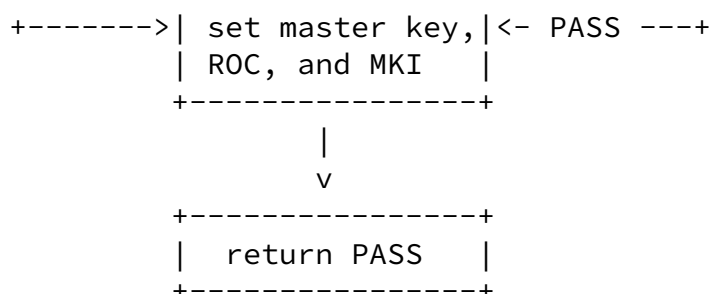 +------->| set master key,|<- PASS ---+
| ROC, and MKI |
+----------------+
|
v
+----------------+
| return PASS |
+----------------+